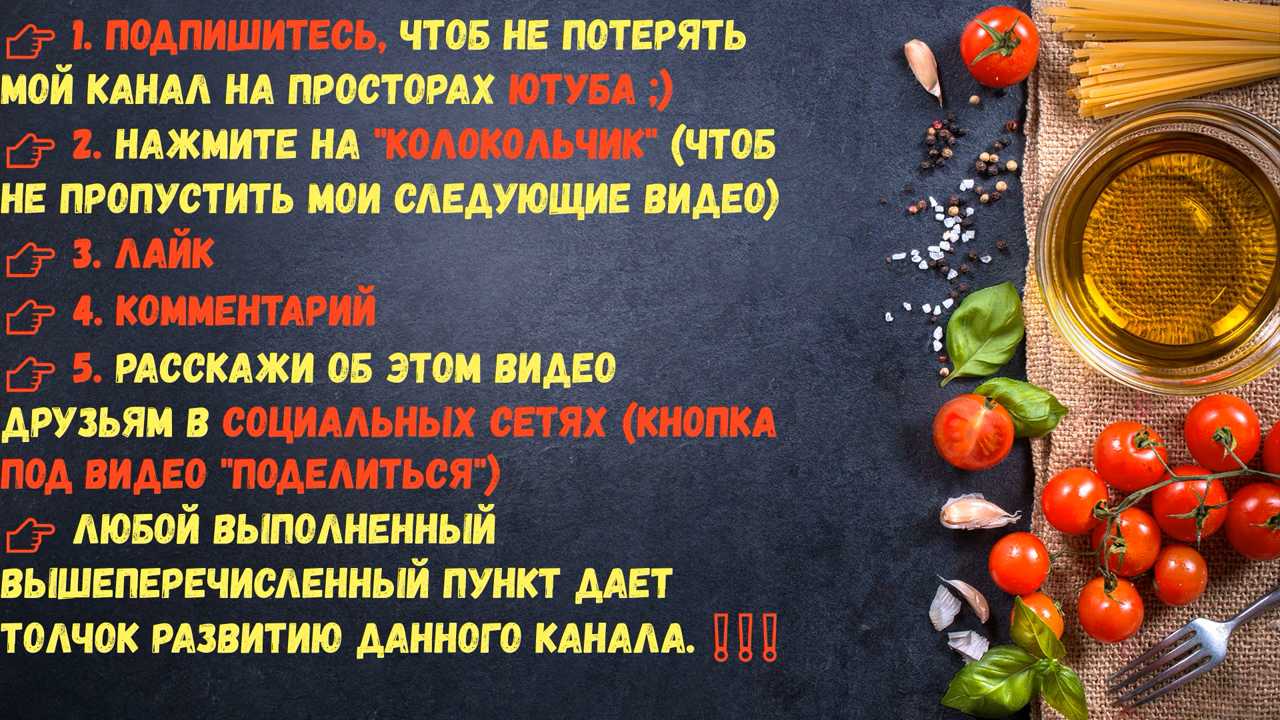 👉 1. ПОДПИШИТЕСЬ, ЧТОБ НЕ ПОТЕРЯТЬ
МОЙ КАНАЛ НА ПРОСТОРАХ ЮТУБА ;)
👉 2. НАЖМИТЕ НА "КОЛОКОЛЬЧИК" (ЧТОБ
НЕ ПРОПУСТИТЬ МОИ СЛЕДУЮЩИЕ ВИДЕО)
👉 3. ЛАЙК
👉 4. КОММЕНТАРИЙ
👉 5. РАССКАЖИ ОБ ЭТОМ ВИДЕО
ДРУЗЬЯМ В СОЦИАЛЬНЫХ СЕТЯХ (КНОПКА
ПОД ВИДЕО "ПОДЕЛИТЬСЯ")
👉 ЛЮБОЙ ВЫПОЛНЕННЫЙ
ВЫШЕПЕРЕЧИСЛЕННЫЙ ПУНКТ ДАЕТ
ТОЛЧОК РАЗВИТИЮ ДАННОГО КАНАЛА. !!!